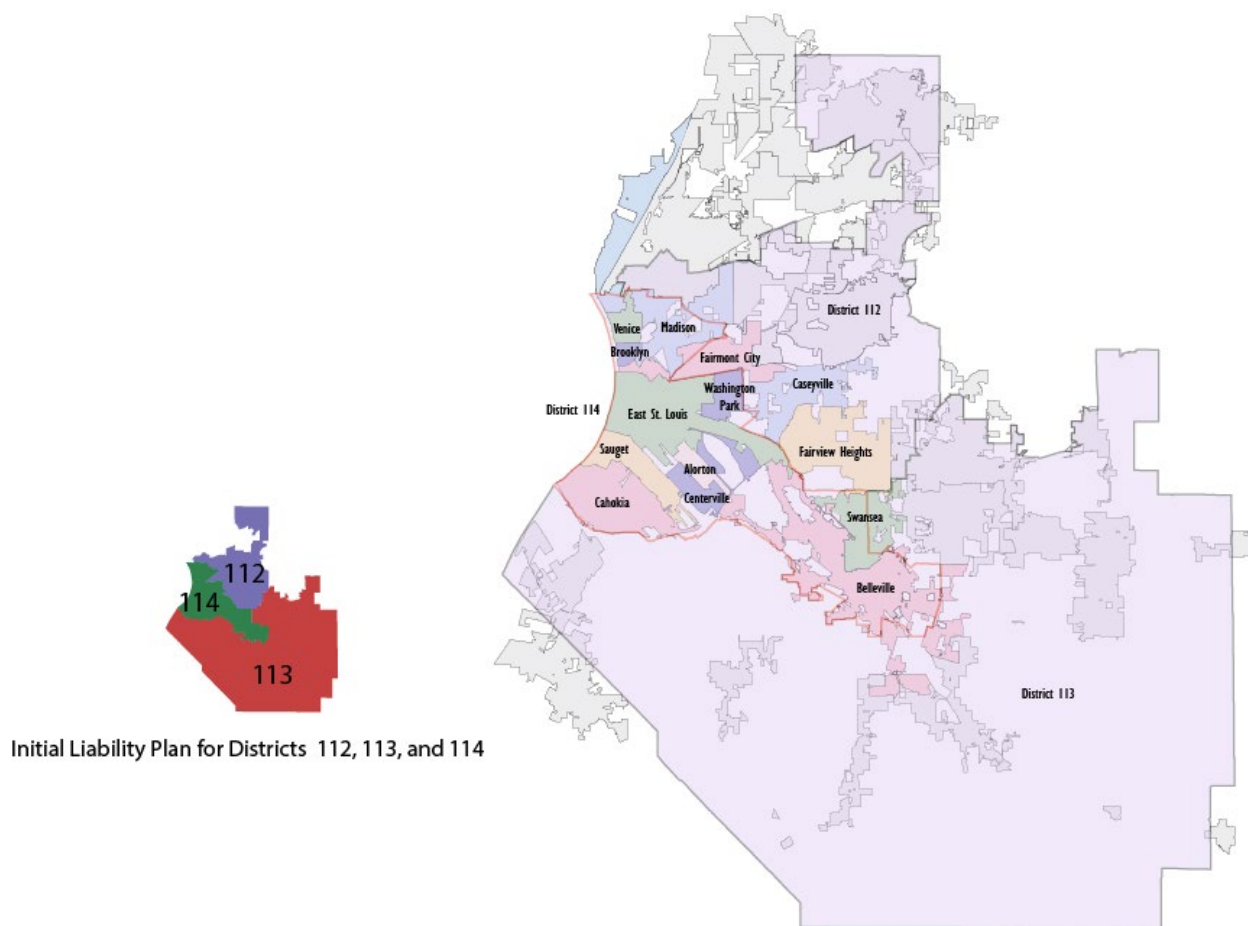 District 112
Venice
Madison
Brooklyn
Fairmont City
Washington
Park
Caseyville
District 114
East St. Louis
Fairview Heights
Sauget
Alorton
Cahokia
Centerville
Swansea
Belleville
District 113
112
114
113
Initial Liability Plan for Districts 112, 113, and 114